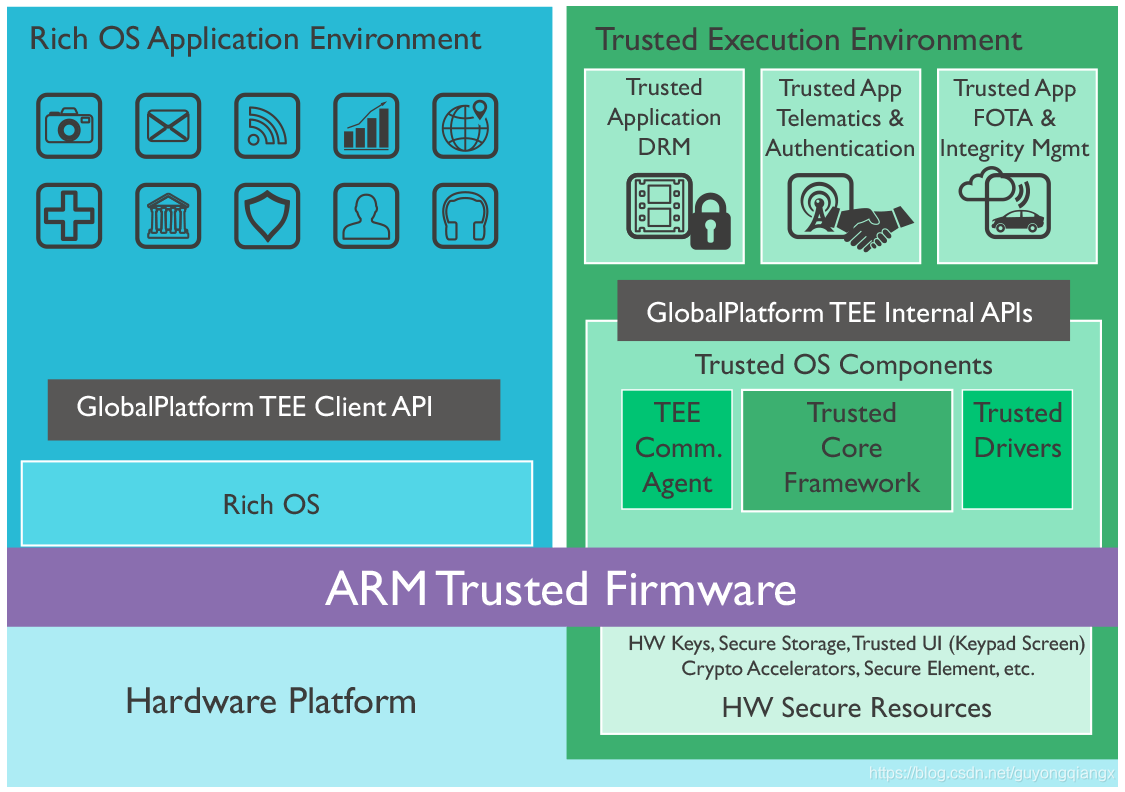 Rich OS Application Environment
Trusted Execution Environment
Trusted
Application
DRM
Trusted App
Telematics &
Authentication
Trusted App
FOTA &
Integrity Mgmt
GlobalPlatform TEE Internal APIs
Trusted OS Components
GlobalPlatform TEE Client API
TEE
Comm.
Agent
Trusted
Core
Framework
Trusted
Drivers
Rich OS
ARM Trusted Firmware
HW Keys, Secure Storage, Trusted UI (Keypad Screen)
Crypto Accelerators, Secure Element, etc.
HW Secure Resources
Hardware Platform
https://blog.csdn.net/guyongqiangx